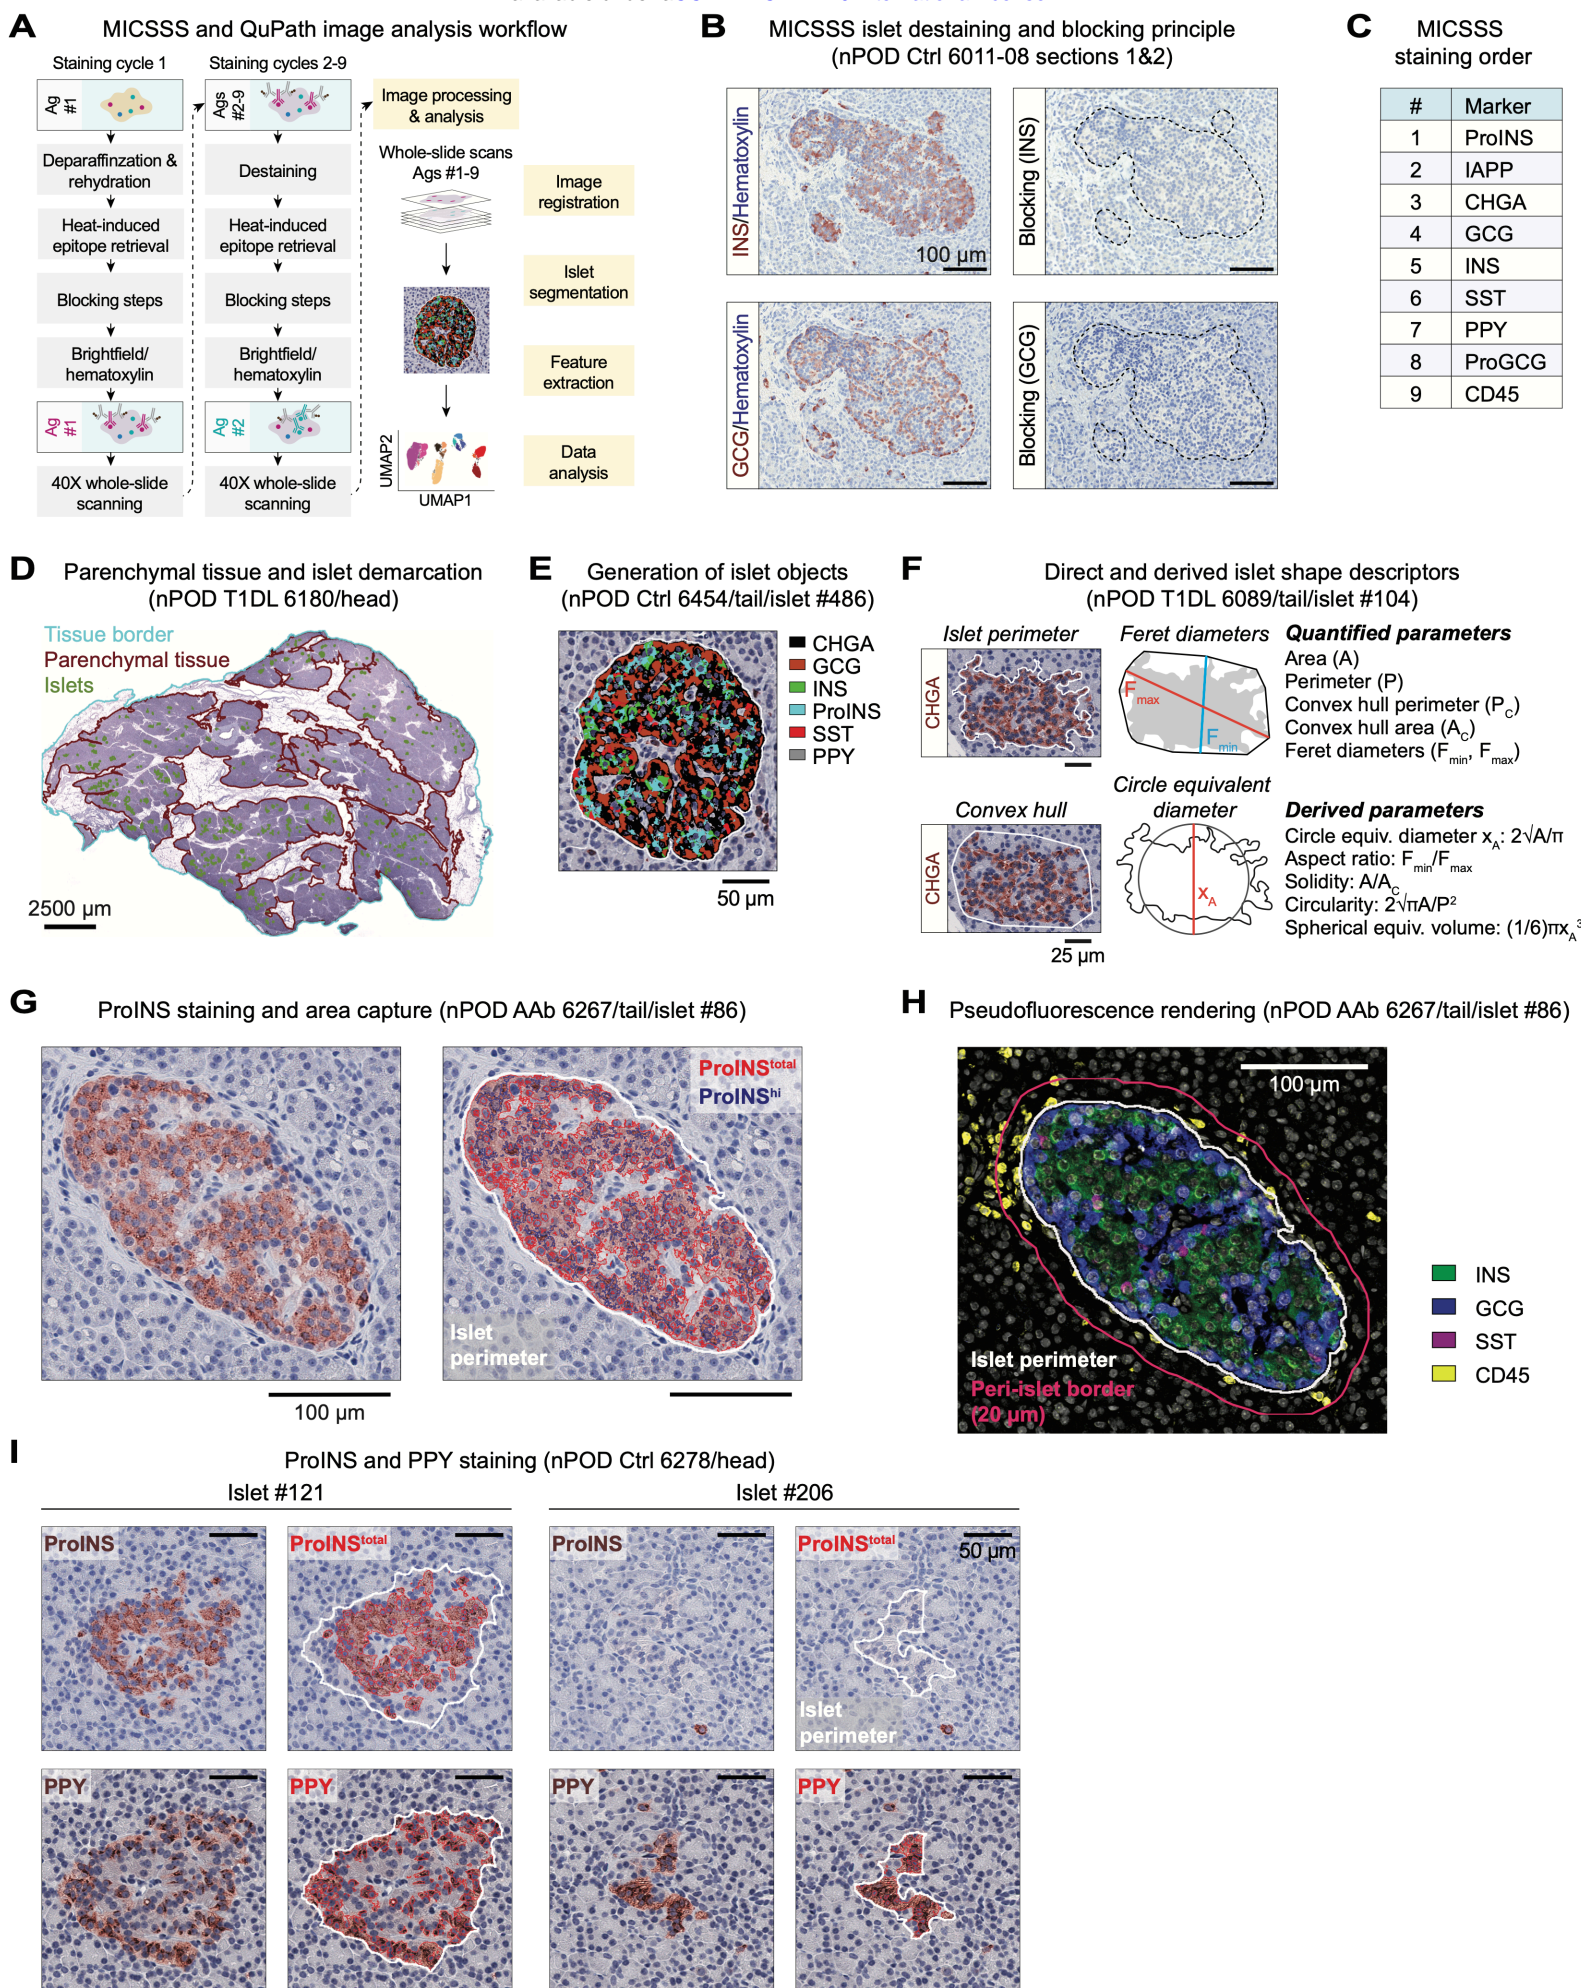 A
MICSSS and QuPath image analysis workflow
Staining cycle 1
Ag
#1
Deparaffinzation &
rehydration
Heat-induced
epitope retrieval
Blocking steps
Brightfield/
hematoxylin
Ag
#1
40X whole-slide
scanning
Staining cycles 2-9
Ags
#2-9
Destaining
Heat-induced
epitope retrieval
Blocking steps
Brightfield/
hematoxylin
Ag
#2
40X whole-slide
scanning
Image processing
& analysis
Whole-slide scans
Ags #1-9
Image
registration
Islet
segmentation
Feature
extraction
Data
analysis
UMAP2
UMAP1
B
MICSSS islet destaining and blocking principle
(nPOD Ctrl 6011-08 sections 1&2)
INS/Hematoxylin
100 µm
Blocking (INS)
GCG/Hematoxylin
Blocking (GCG)
C
MICSSS
staining order
# Marker
1 ProINS
2 IAPP
3 CHGA
4 GCG
5 INS
6 SST
7 PPY
8 ProGCG
9 CD45
D
Parenchymal tissue and islet demarcation
(nPOD T1DL 6180/head)
Tissue border
Parenchymal tissue
Islets
2500 µm
E
Generation of islet objects
(nPOD Ctrl 6454/tail/islet #486)
CHGA
GCG
INS
ProINS
SST
PPY
50 µm
F
Direct and derived islet shape descriptors
(nPOD T1DL 6089/tail/islet #104)
Islet perimeter
CHGA
Feret diameters
Fmax
Fmin
Convex hull
CHGA
25 µm
Circle equivalent
diameter
xA
Quantified parameters
Area (A)
Perimeter (P)
Convex hull perimeter (PC)
Convex hull area (AC)
Feret diameters (Fmin, Fmax)
Derived parameters
Circle equiv. diameter xA: 2√A/π
Aspect ratio: Fmin/Fmax
Solidity: A/AC
Circularity: 2√πA/P²
Spherical equiv. volume: (1/6)πxA³
G
ProINS staining and area capture (nPOD AAb 6267/tail/islet #86)
100 µm
ProINStotal
ProINShi
Islet
perimeter
H
Pseudofluorescence rendering (nPOD AAb 6267/tail/islet #86)
100 µm
Islet perimeter
Peri-islet border
(20 µm)
INS
GCG
SST
CD45
I
ProINS and PPY staining (nPOD Ctrl 6278/head)
Islet #121
Islet #206
ProINS
ProINStotal
ProINS
ProINStotal
50 µm
Islet
perimeter
PPY
PPY
PPY
PPY